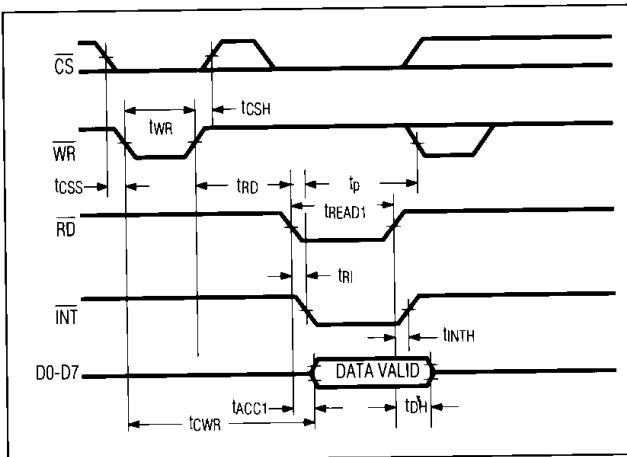 CS
tCSH
tWR
WR
tCSS
tRD
tp
tREAD1
RD
tRI
INT
tINTH
D0-D7
DATA VALID
tACC1
tDH
tCWR